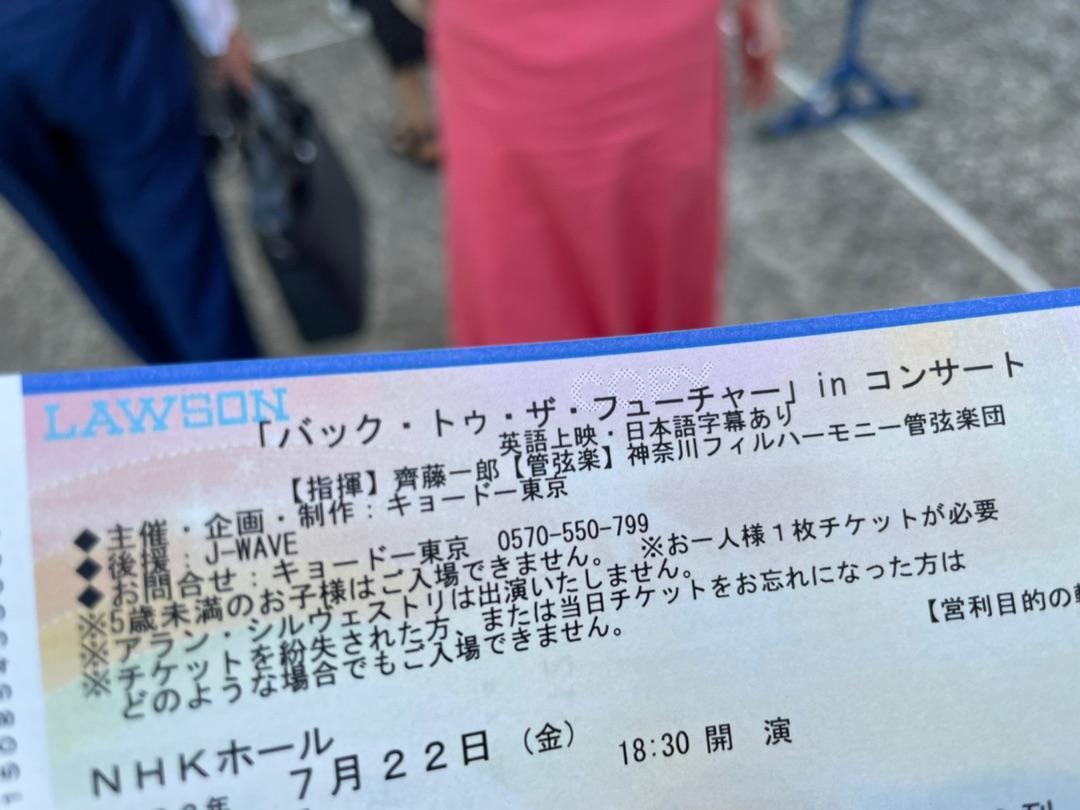 LAWSON
COPY
「バック・トゥ・ザ・フューチャー」in コンサート
英語上映・日本語字幕あり
【指揮】齊藤一郎【管弦楽】神奈川フィルハーモニー管弦楽団
◆主催・企画・制作：キョードー東京
◆後援：J-WAVE
◆お問合せ：キョードー東京　0570-550-799
※5歳未満のお子様はご入場できません。　※お一人様1枚チケットが必要
※アラン・シルヴェストリは出演いたしません。
※チケットを紛失された方、または当日チケットをお忘れになった方は
どのような場合でもご入場できません。
【営利目的の
NHKホール
7月22日（金）　18:30 開　演